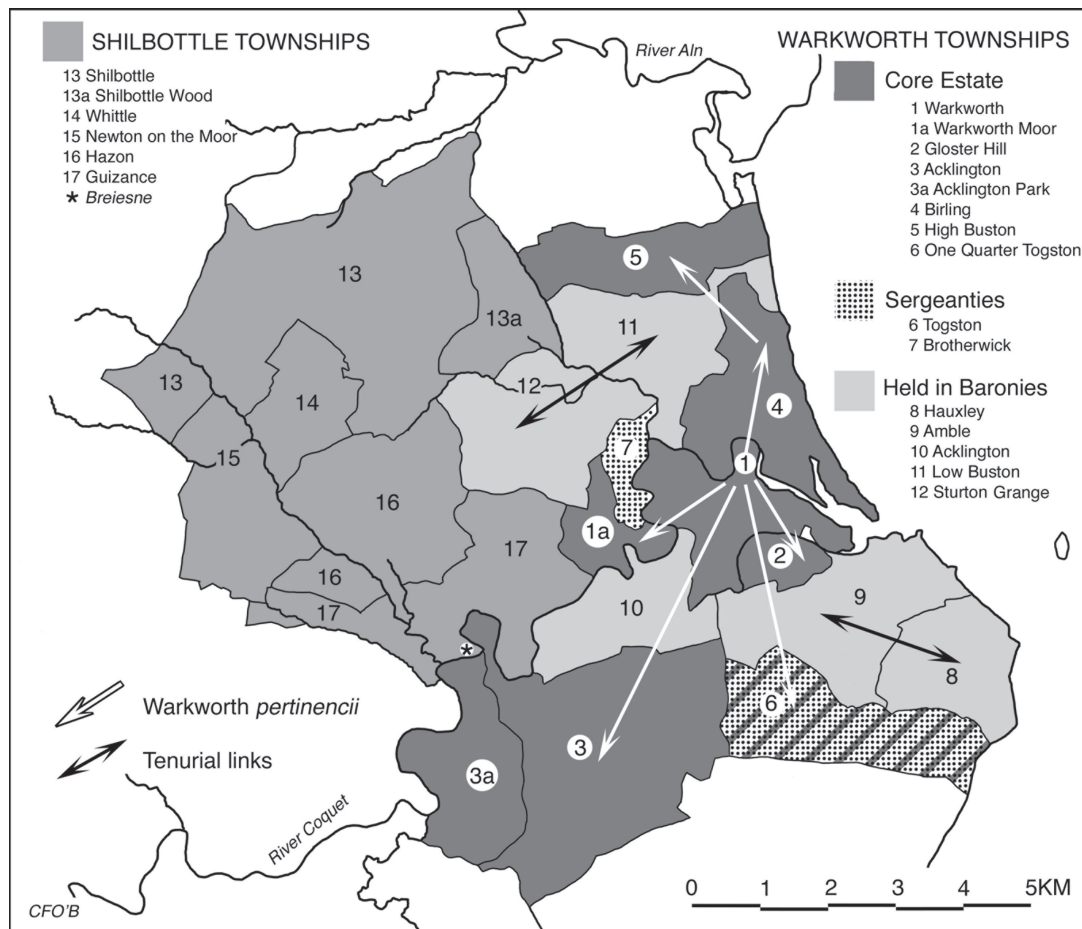 SHILBOTTLE TOWNSHIPS
13 Shilbottle
13a Shilbottle Wood
14 Whittle
15 Newton on the Moor
16 Hazon
17 Guizance
* Breiesne
River Aln
WARKWORTH TOWNSHIPS
Core Estate
1 Warkworth
1a Warkworth Moor
2 Gloster Hill
3 Acklington
3a Acklington Park
4 Birling
5 High Buston
6 One Quarter Togston
Sergeanties
6 Togston
7 Brotherwick
Held in Baronies
8 Hauxley
9 Amble
10 Acklington
11 Low Buston
12 Sturton Grange
5
13
13a
11
12
13
14
4
15
7
1
16
1a
17
2
16
10
9
17
*
8
6
3
3a
Warkworth pertinencii
Tenurial links
River Coquet
0 1 2 3 4 5KM
CFO'B